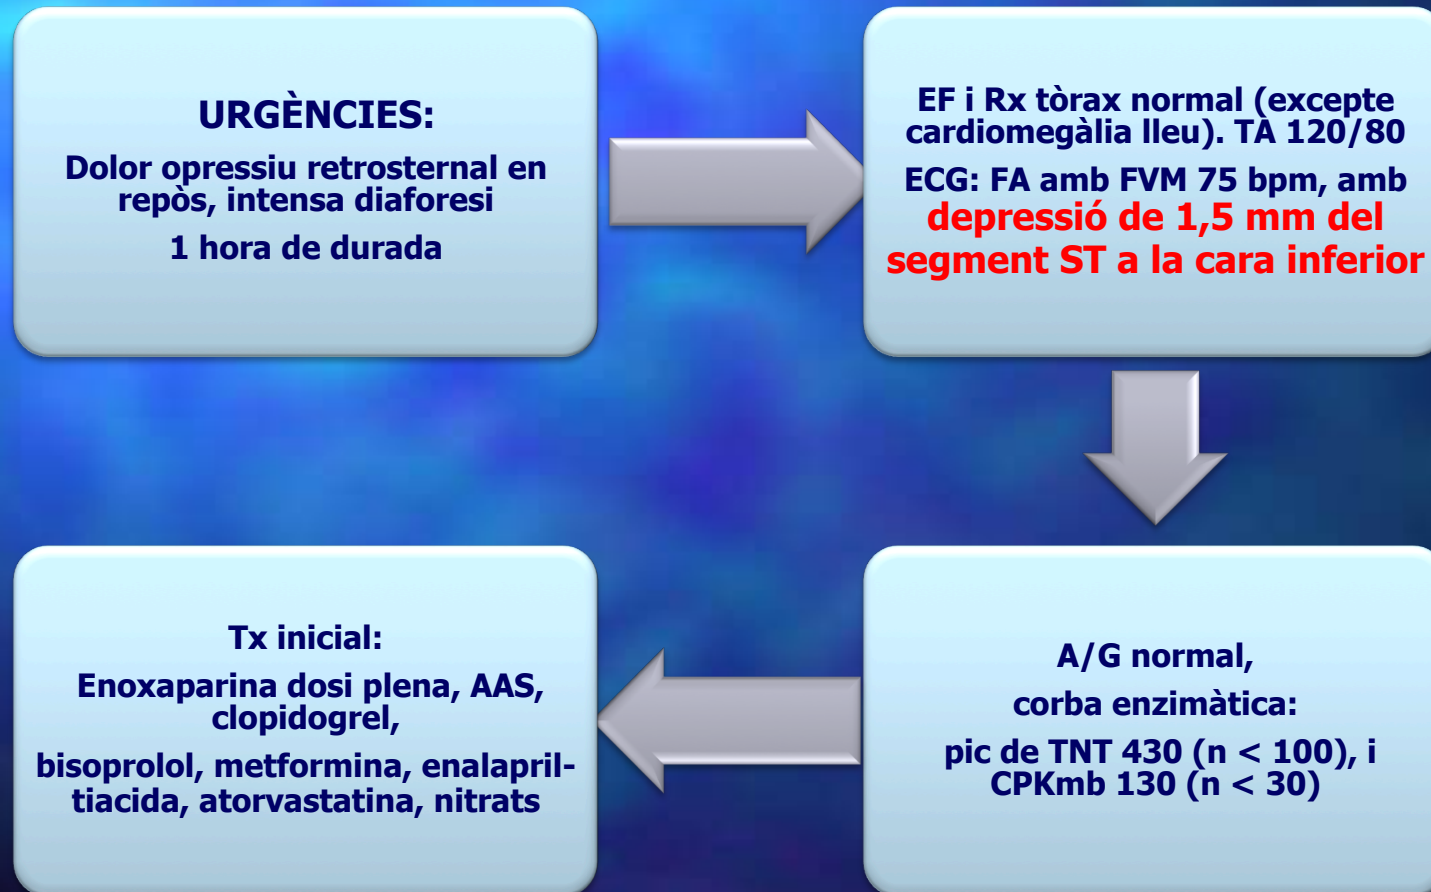 URGÈNCIES:
Dolor opressiu retrosternal en
repòs, intensa diaforesi
1 hora de durada
EF i Rx tòrax normal (excepte
cardiomegàlia lleu). TA 120/80
ECG: FA amb FVM 75 bpm, amb
depressió de 1,5 mm del
segment ST a la cara inferior
A/G normal,
corba enzimàtica:
pic de TNT 430 (n < 100), i
CPKmb 130 (n < 30)
Tx inicial:
Enoxaparina dosi plena, AAS,
clopidogrel,
bisoprolol, metformina, enalapril-
tiacida, atorvastatina, nitrats